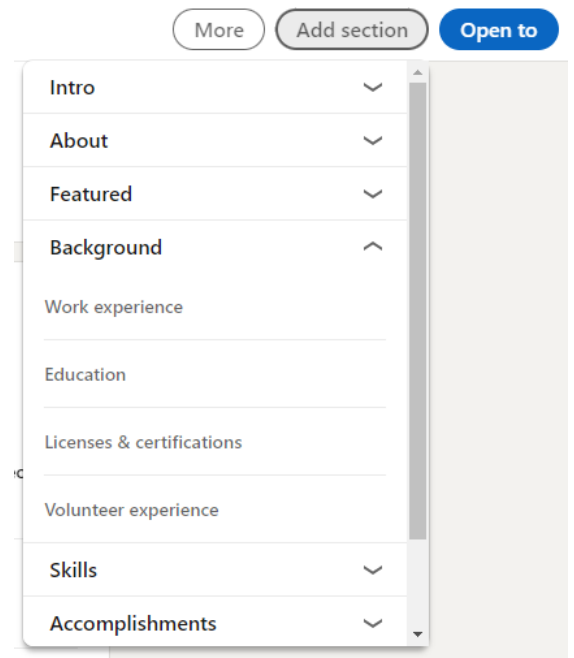 More Add section Open to
Intro
About
Featured
Background
Work experience
Education
Licenses & certifications
Volunteer experience
Skills
Accomplishments